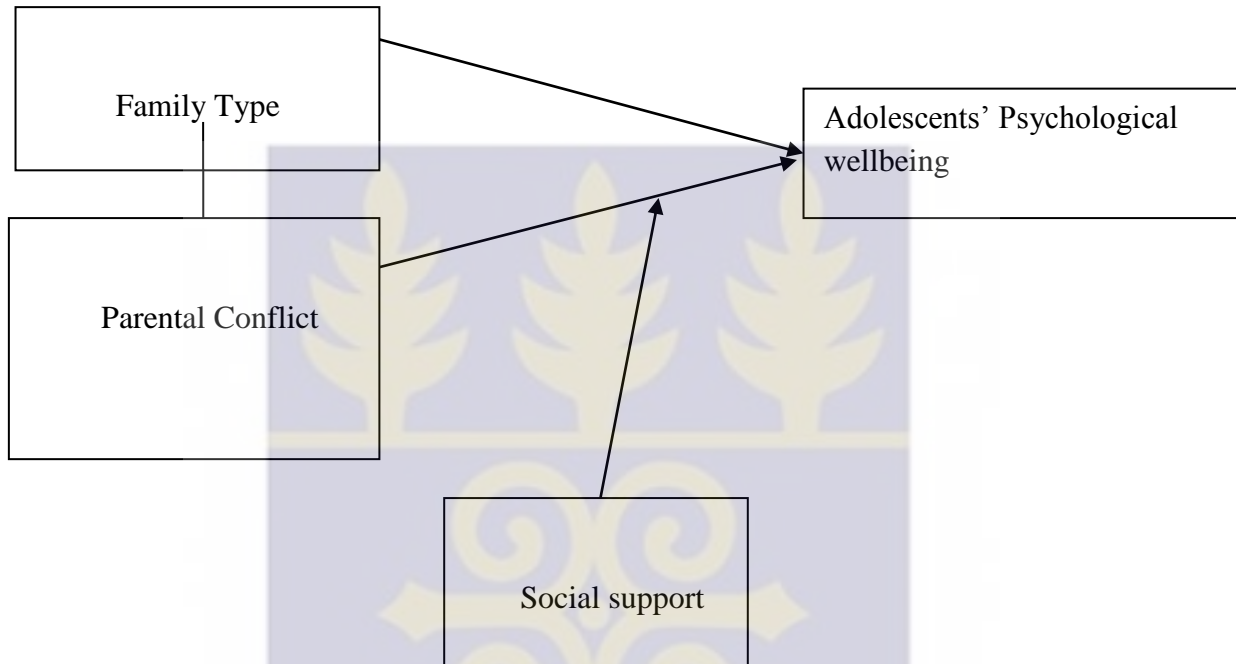 Family Type
Adolescents’ Psychological
wellbeing
Parental Conflict
Social support